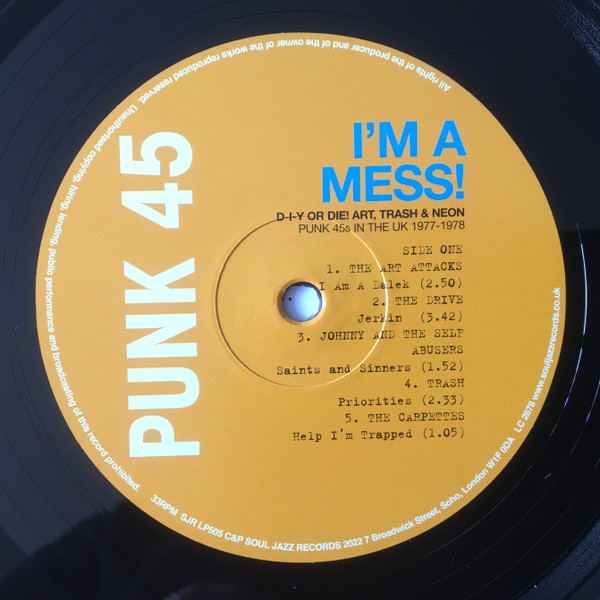 PUNK 45
I'M A
MESS!
D-I-Y OR DIE! ART, TRASH & NEON
PUNK 45s IN THE UK 1977-1978
SIDE ONE
1. THE ART ATTACKS
I Am A Dalek (2.50)
2. THE DRIVE
Jerkin (3.42)
3. JOHNNY AND THE SELF
ABUSERS
Saints and Sinners (1.52)
4. TRASH
Priorities (2.33)
5. THE CARPETTES
Help I'm Trapped (1.05)
All rights of the producer and of the owner of the works reproduced reserved. Unauthorised copying, hiring, lending, public performance and broadcasting of this record prohibited.
33RPM SJR LP505 C&P SOUL JAZZ RECORDS 2022 7 Broadwick Street, Soho, London W1F 0DA LC 2678 www.souljazzrecords.co.uk